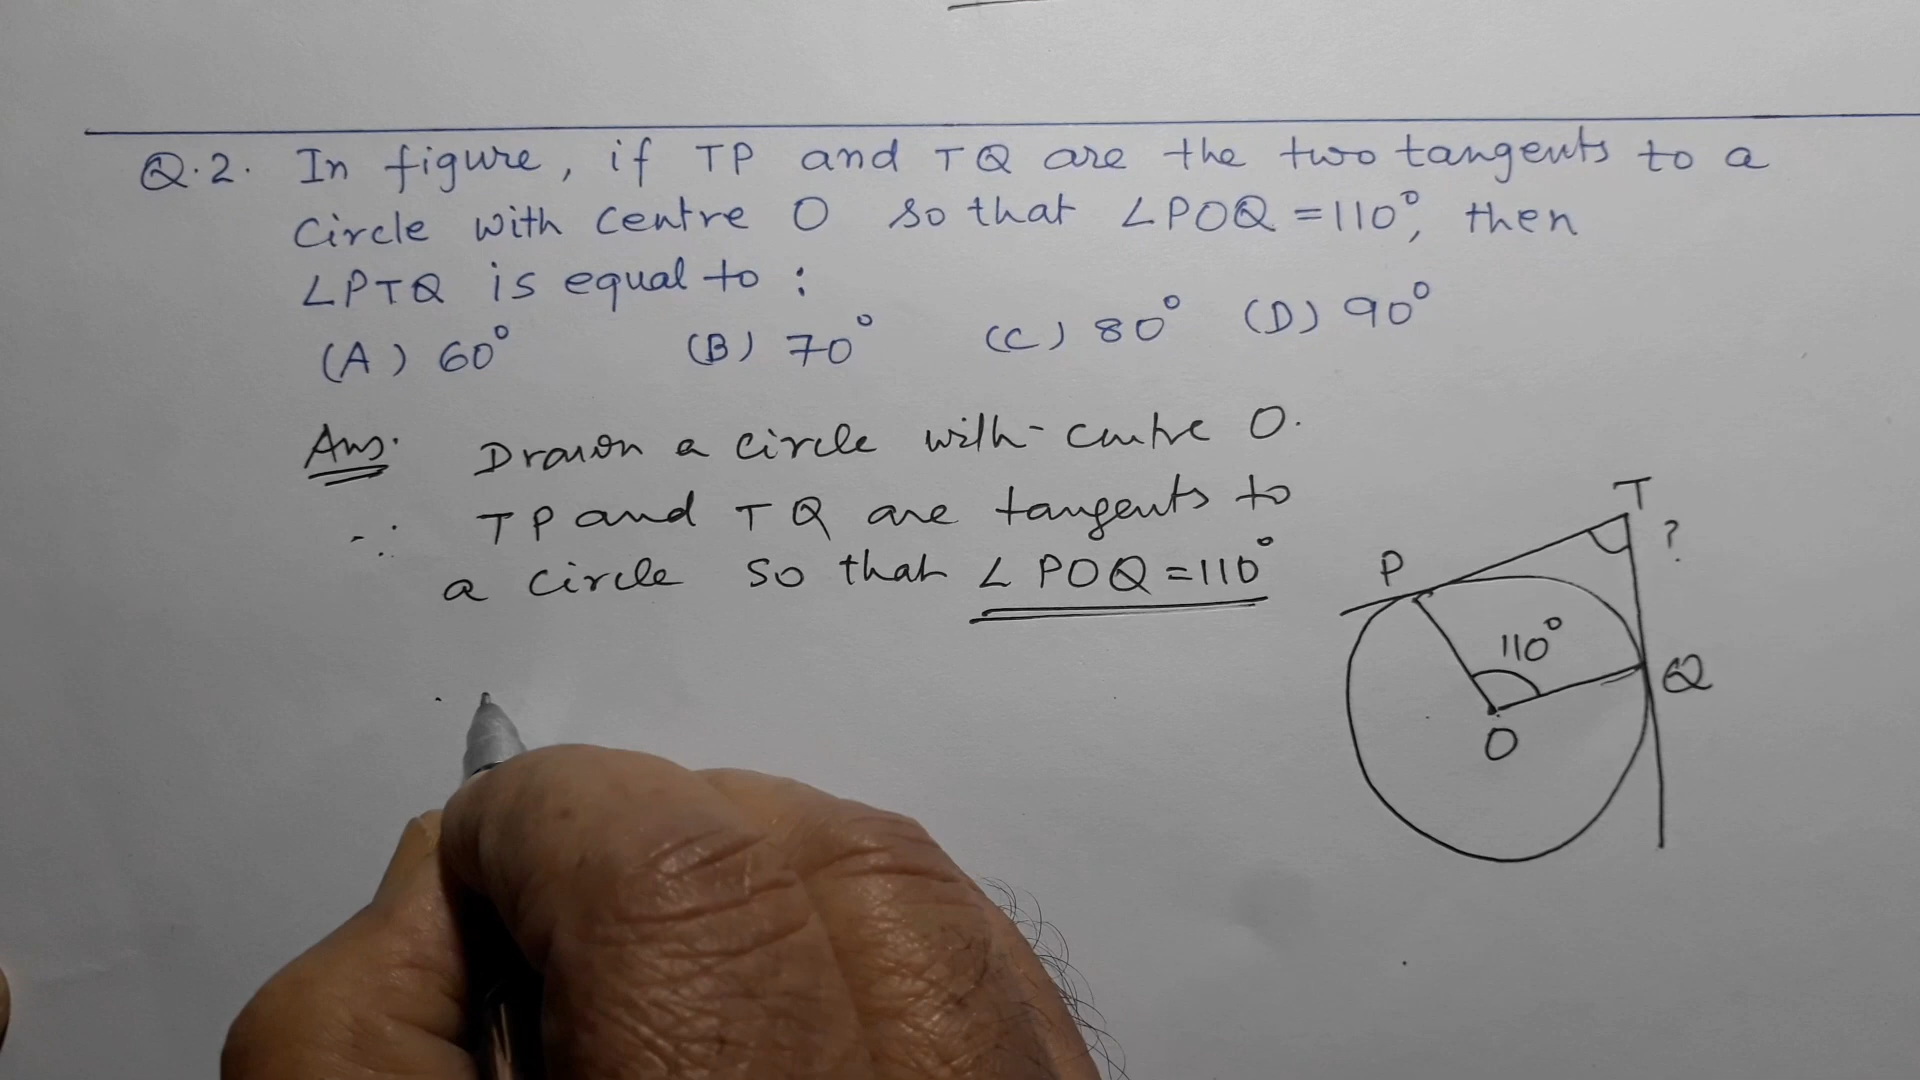 Q.2. In figure, if TP and TQ are the two tangents to a
Circle with Centre O so that ∠POQ = 110°, then
∠PTQ is equal to :
(A) 60° (B) 70° (C) 80° (D) 90°
Ans. Drawn a circle with centre O.
∵ TP and TQ are tangents to
a circle so that ∠POQ = 110°
T
?
P
110°
Q
O